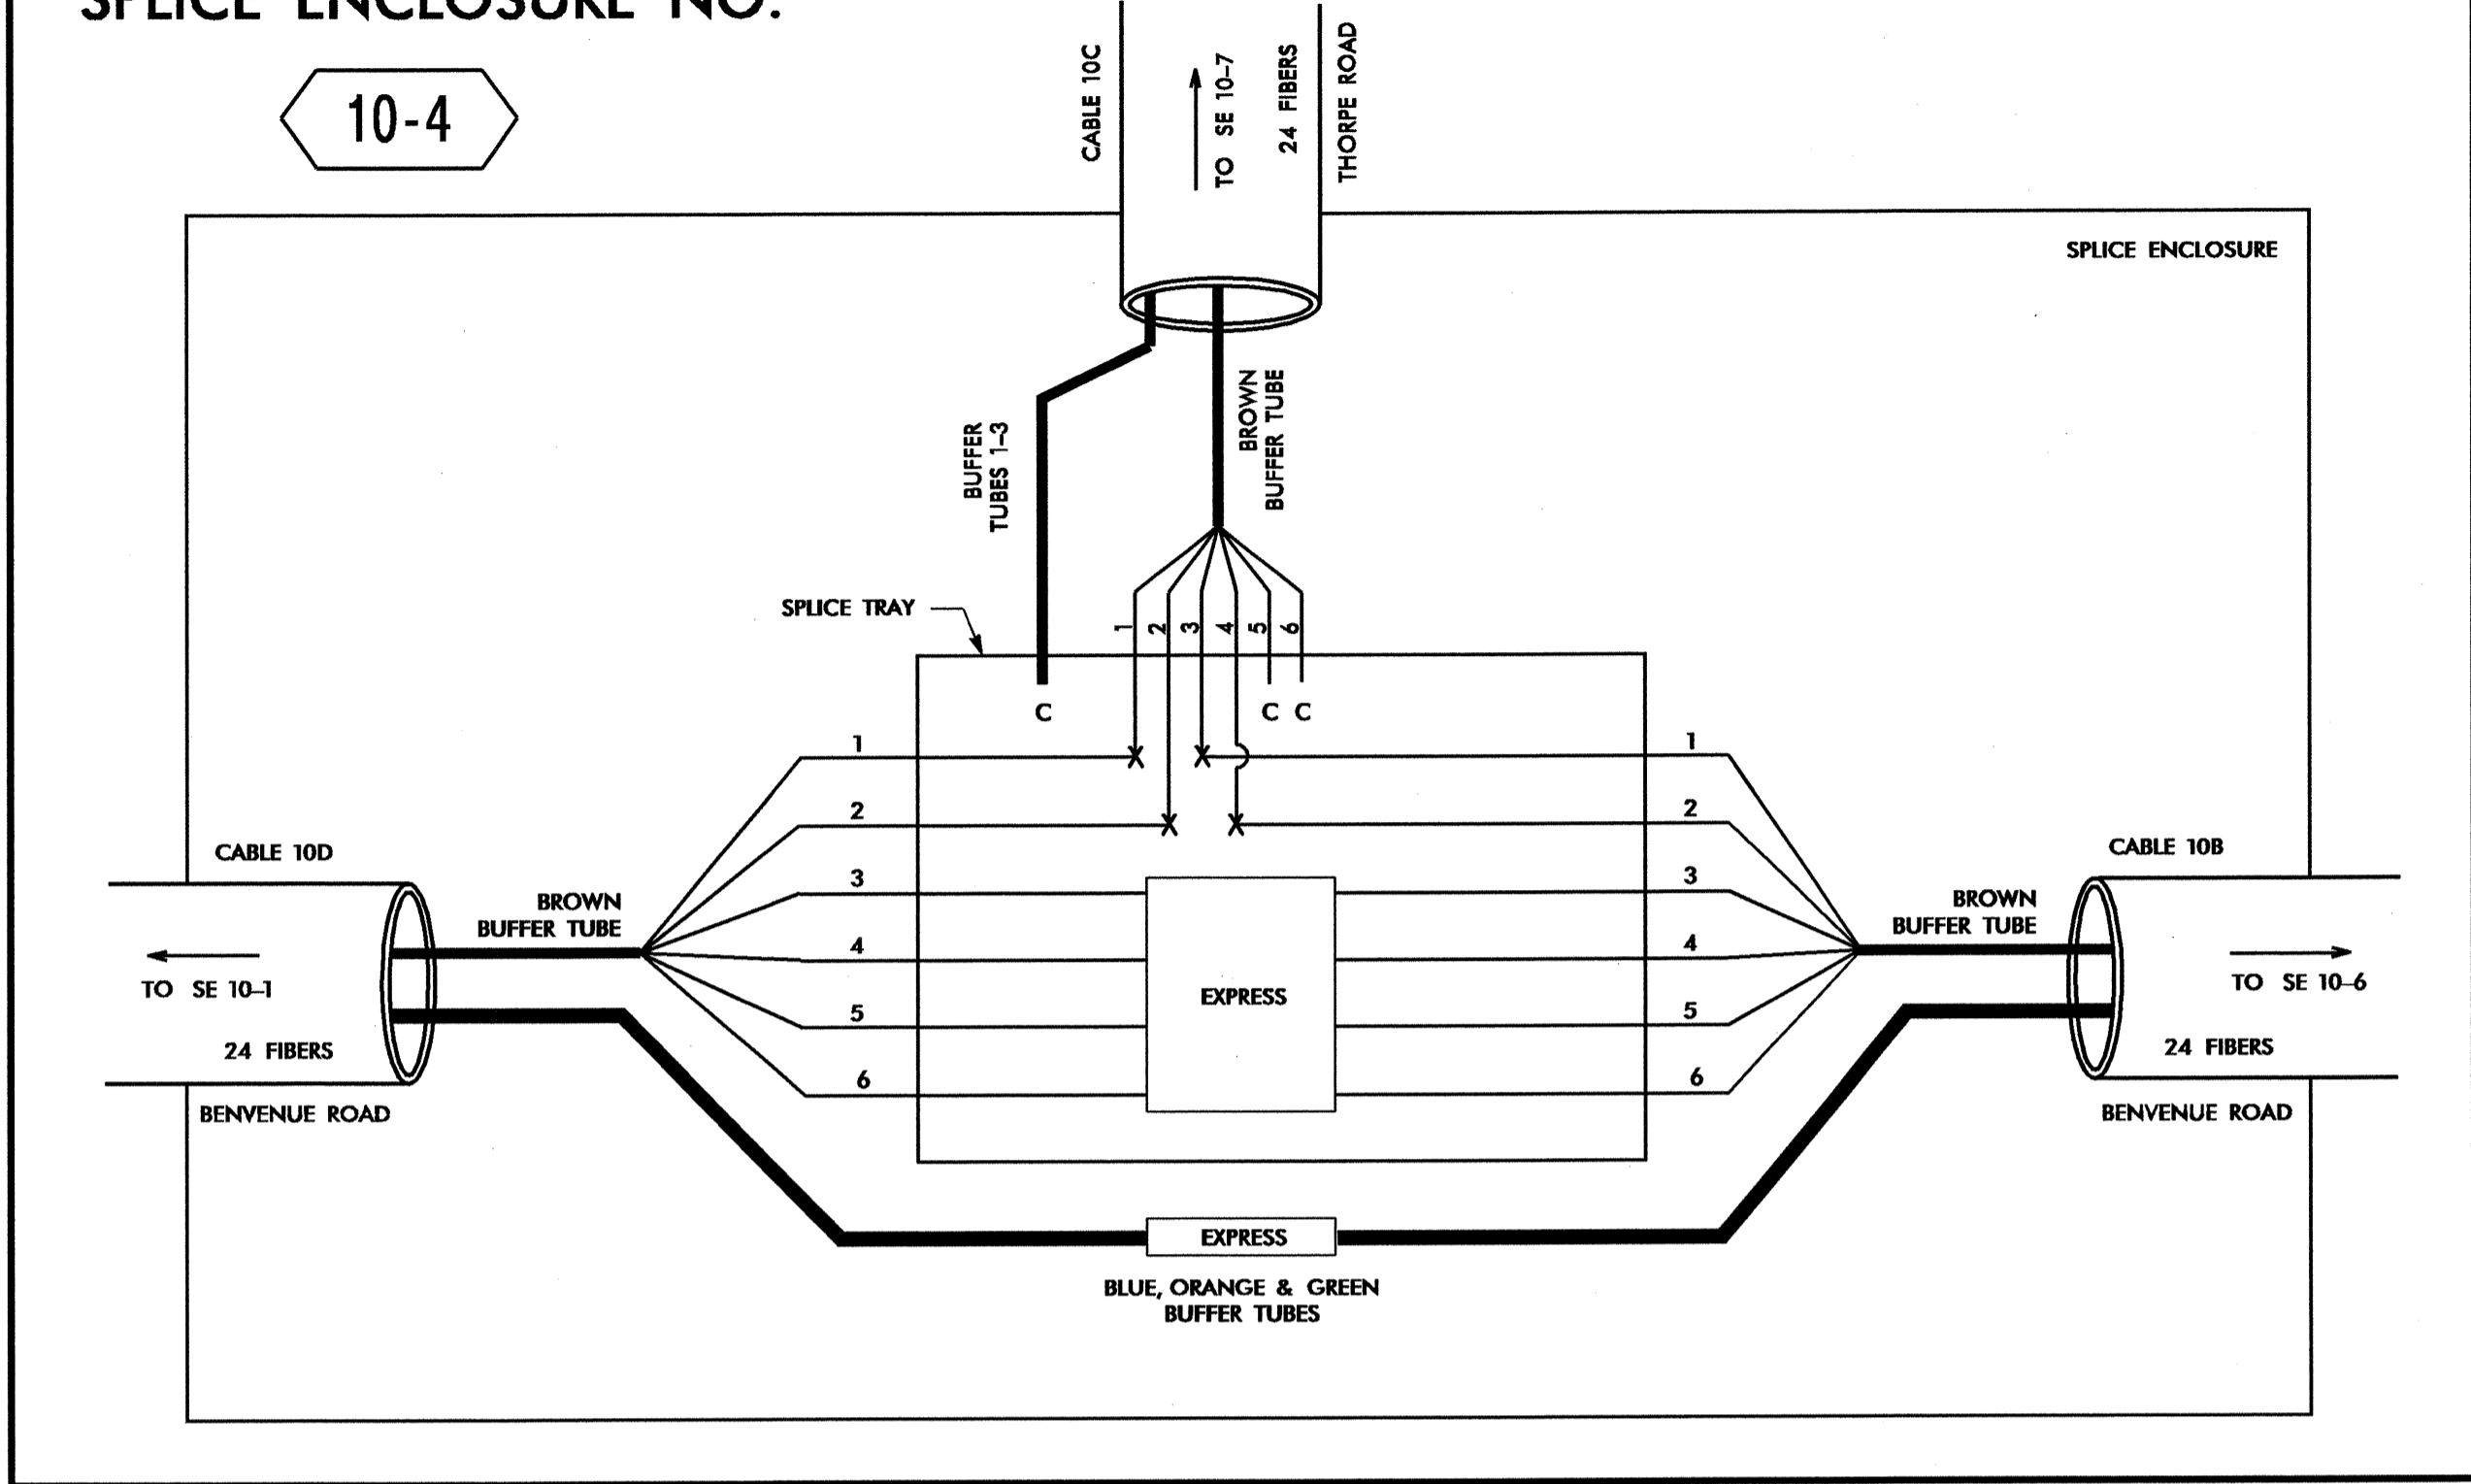 SPLICE ENCLOSURE NO.
10-4
CABLE 10C
TO SE 10-7
24 FIBERS
THORPE ROAD
SPLICE ENCLOSURE
BUFFER
TUBES 1-3
BROWN
BUFFER TUBE
SPLICE TRAY
1
2
3
4
5
6
C
C
C
1
2
3
4
5
6
1
2
3
4
5
6
CABLE 10D
BROWN
BUFFER TUBE
TO SE 10-1
24 FIBERS
BENVENUE ROAD
EXPRESS
CABLE 10B
BROWN
BUFFER TUBE
TO SE 10-6
24 FIBERS
BENVENUE ROAD
EXPRESS
BLUE, ORANGE & GREEN
BUFFER TUBES